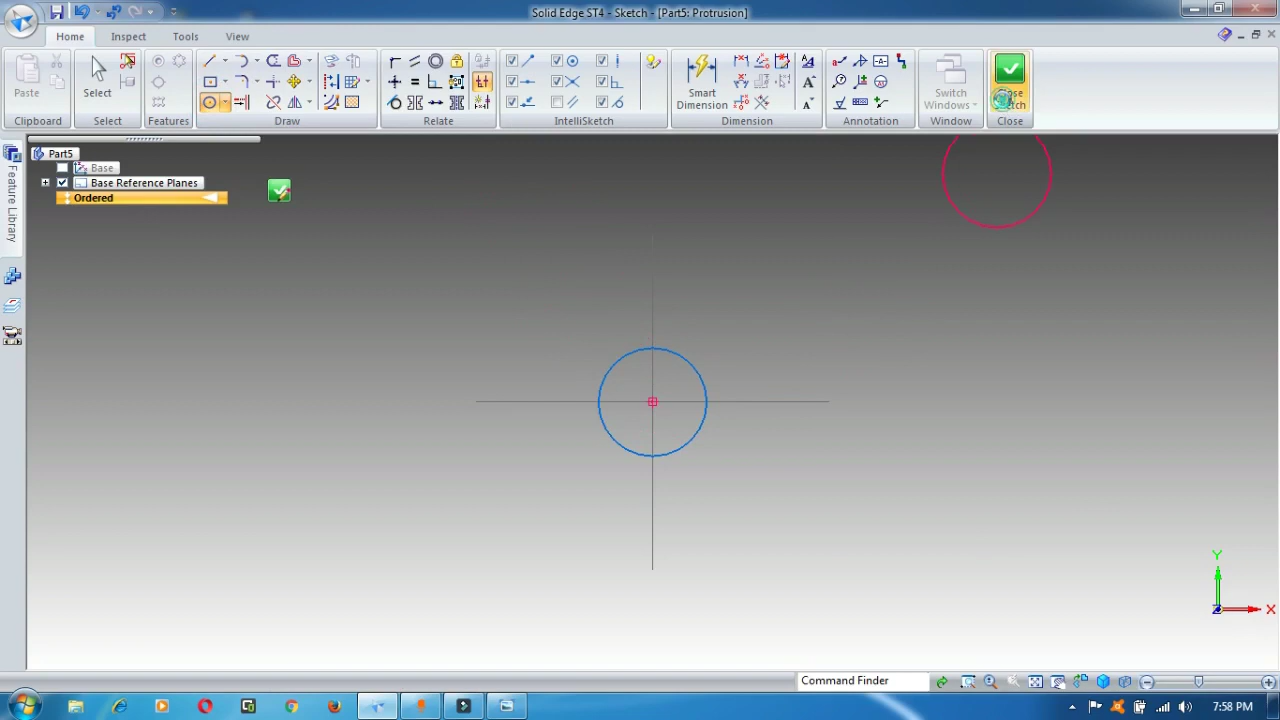 Solid Edge ST4 - Sketch - [Part5: Protrusion]
Home Inspect Tools View
Paste Select Smart Dimension Switch Windows Close Sketch
Clipboard Select Features Draw Relate IntelliSketch Dimension Annotation Window Close
Feature Library
Part5
Base
Base Reference Planes
Ordered
Y
X
Command Finder
7:58 PM